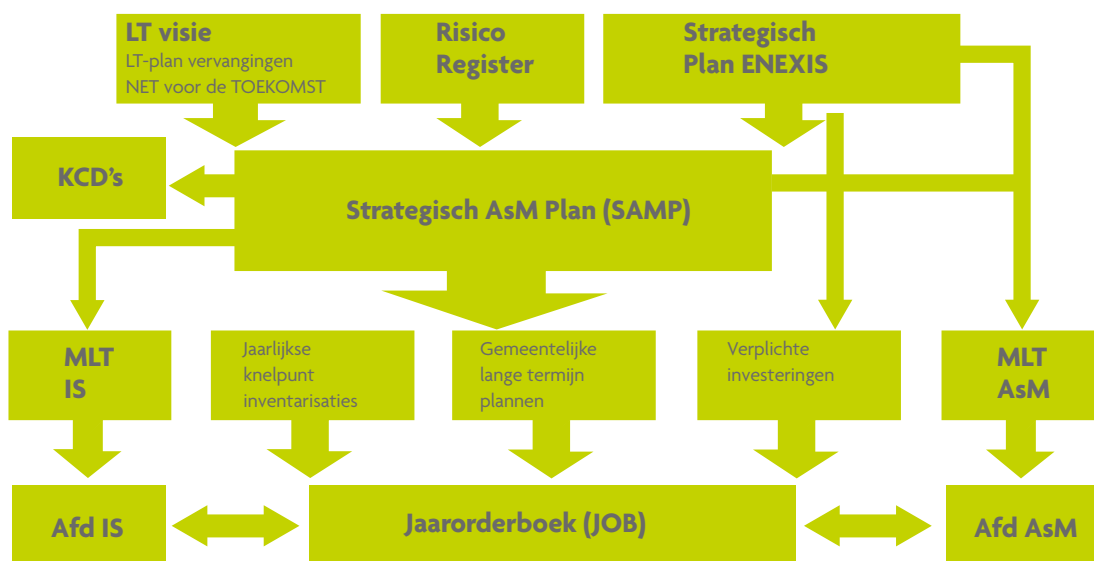 LT visie
LT-plan vervangingen
NET voor de TOEKOMST
Risico
Register
Strategisch
Plan ENEXIS
KCD's
Strategisch AsM Plan (SAMP)
MLT
IS
Jaarlijkse
knelpunt
inventarisaties
Gemeentelijke
lange termijn
plannen
Verplichte
investeringen
MLT
AsM
Afd IS
Jaarorderboek (JOB)
Afd AsM